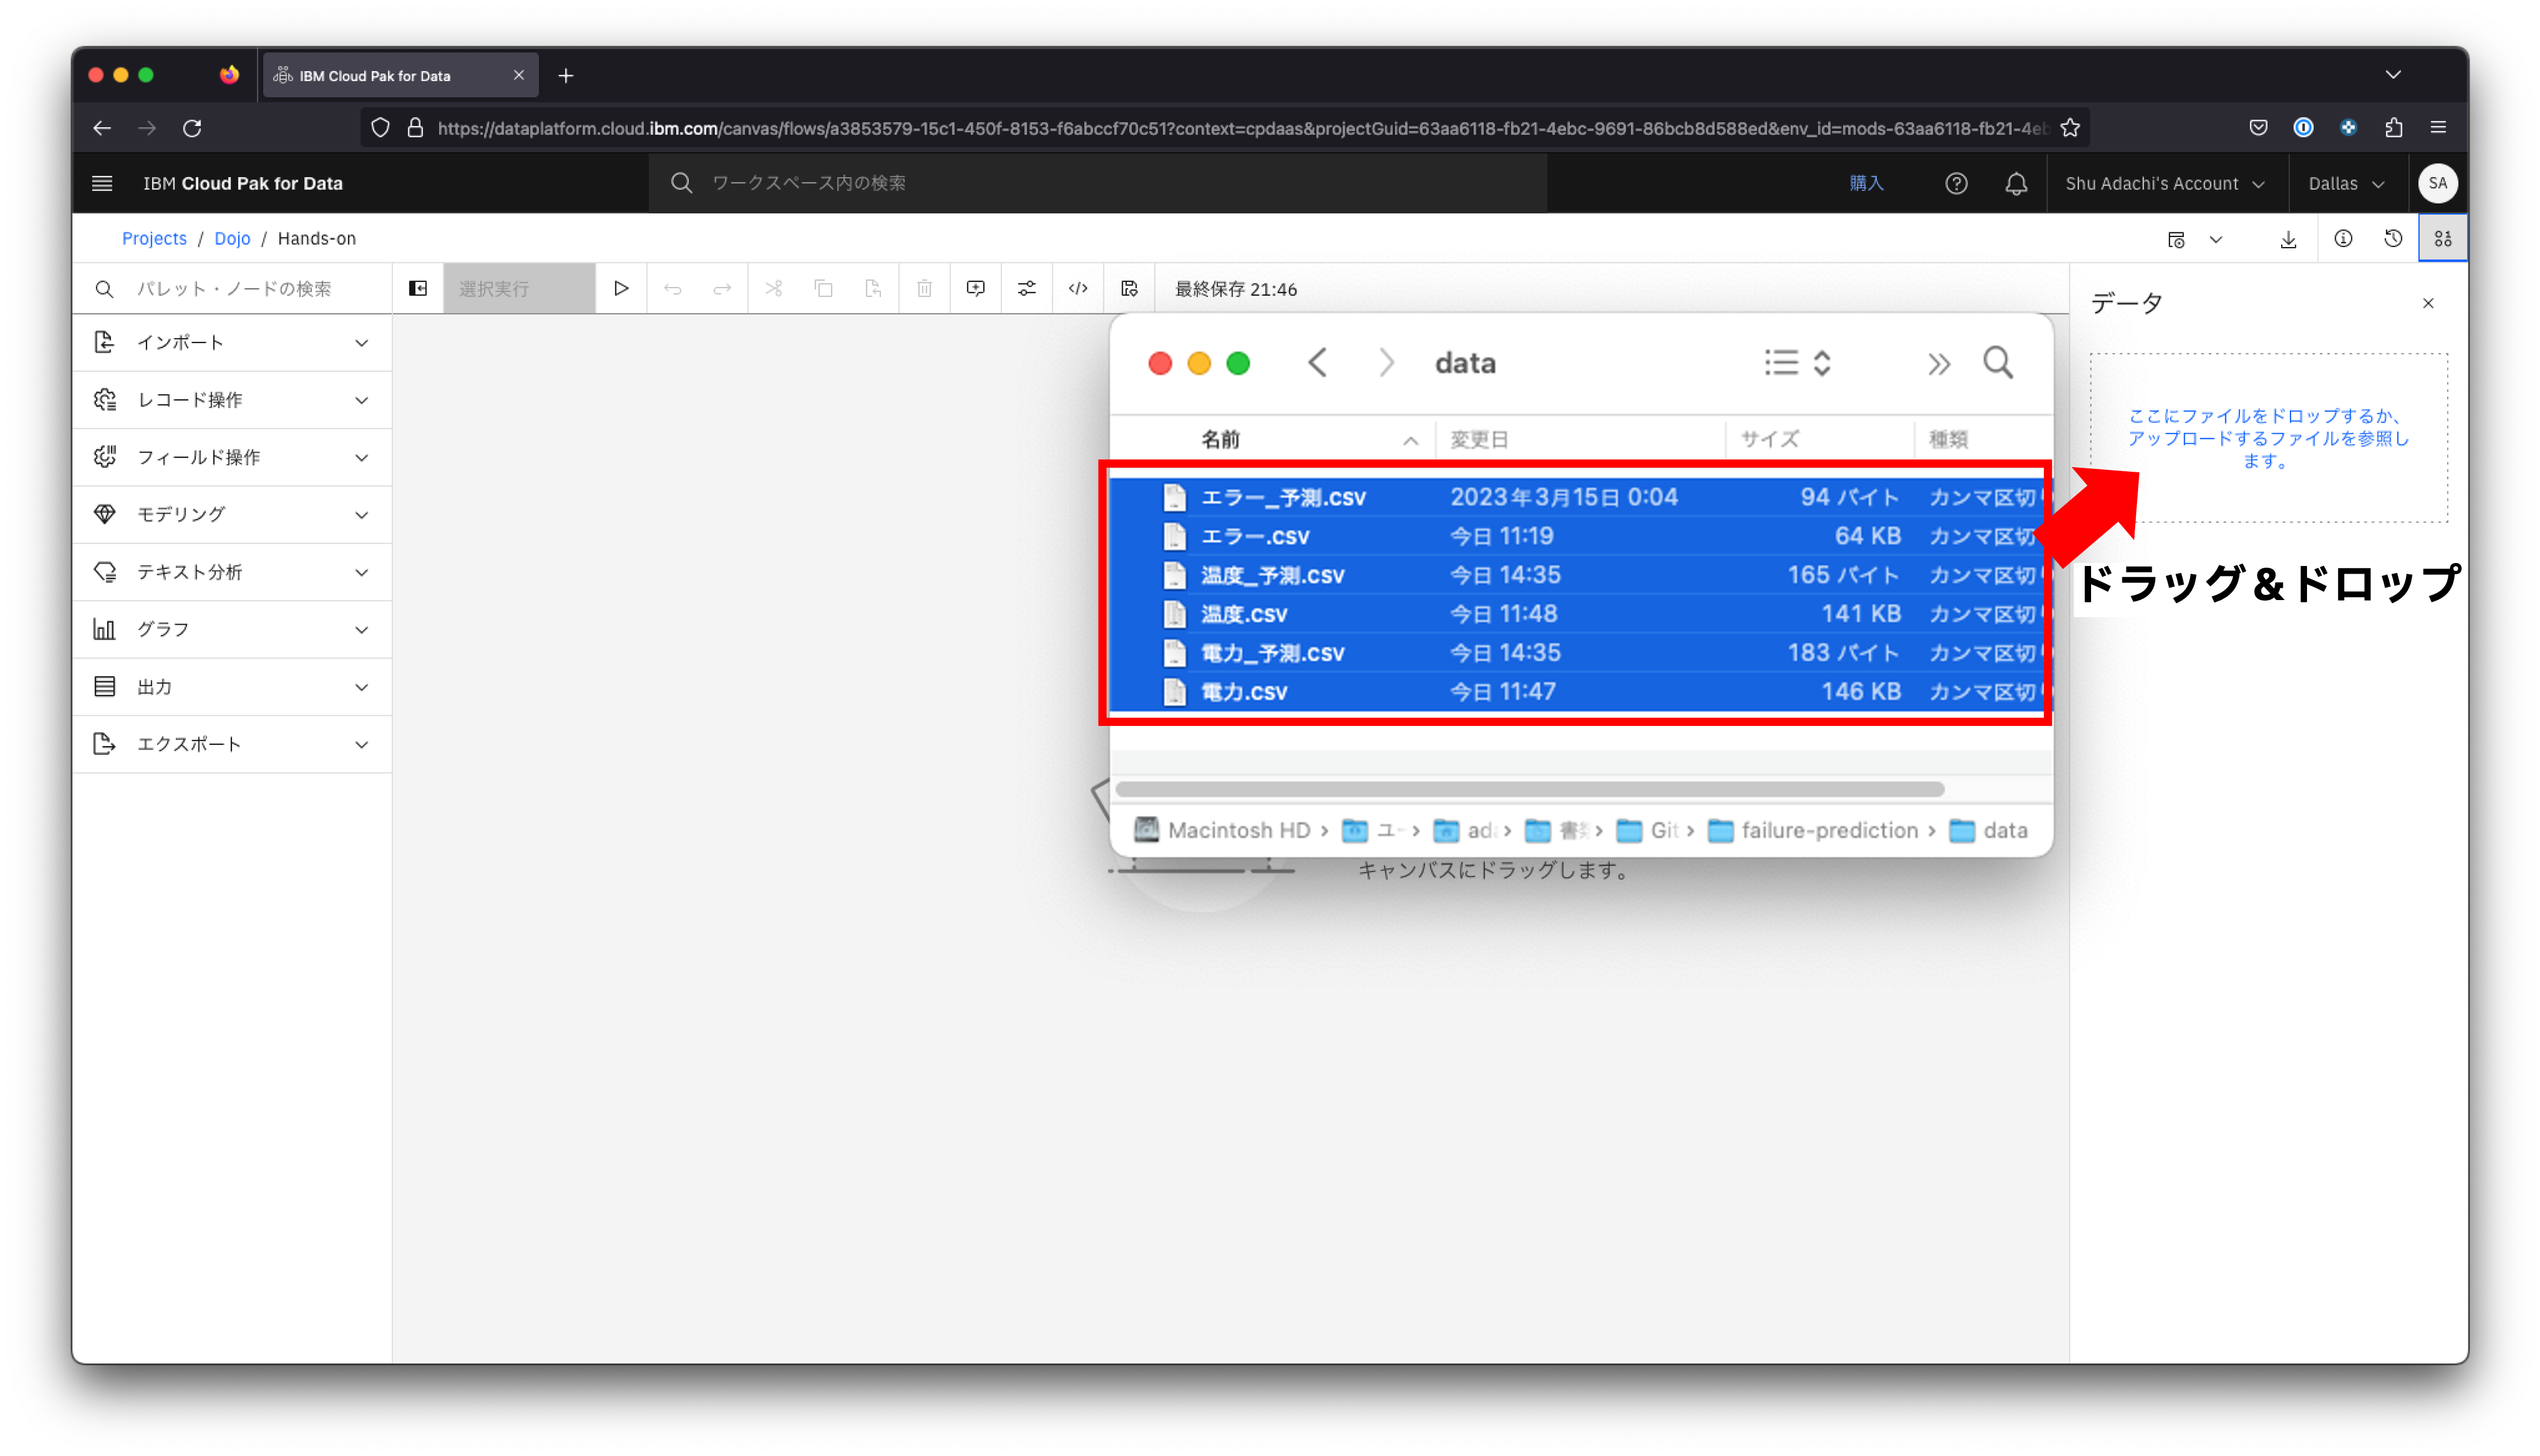 IBM Cloud Pak for Data
https://dataplatform.cloud.ibm.com/canvas/flows/a3853579-15c1-450f-8153-f6abccf70c51?context=cpdaas&projectGuid=63aa6118-fb21-4ebc-9691-86bcb8d588ed&env_id=mods-63aa6118-fb21-4eb
IBM Cloud Pak for Data
ワークスペース内の検索
購入
Shu Adachi's Account
Dallas
SA
Projects / Dojo / Hands-on
パレット・ノードの検索
選択実行
最終保存 21:46
インポート
レコード操作
フィールド操作
モデリング
テキスト分析
グラフ
出力
エクスポート
data
名前 変更日 サイズ 種類
エラー_予測.csv 2023年3月15日 0:04 94 バイト カンマ区切り
エラー.csv 今日 11:19 64 KB カンマ区切
温度_予測.csv 今日 14:35 165 バイト カンマ区切
温度.csv 今日 11:48 141 KB カンマ区切
電力_予測.csv 今日 14:35 183 バイト カンマ区切
電力.csv 今日 11:47 146 KB カンマ区切り
Macintosh HD › ユ › ad › 書 › Git › failure-prediction › data
キャンバスにドラッグします。
データ
ここにファイルをドロップするか、
アップロードするファイルを参照し
ます。
ドラッグ＆ドロップ